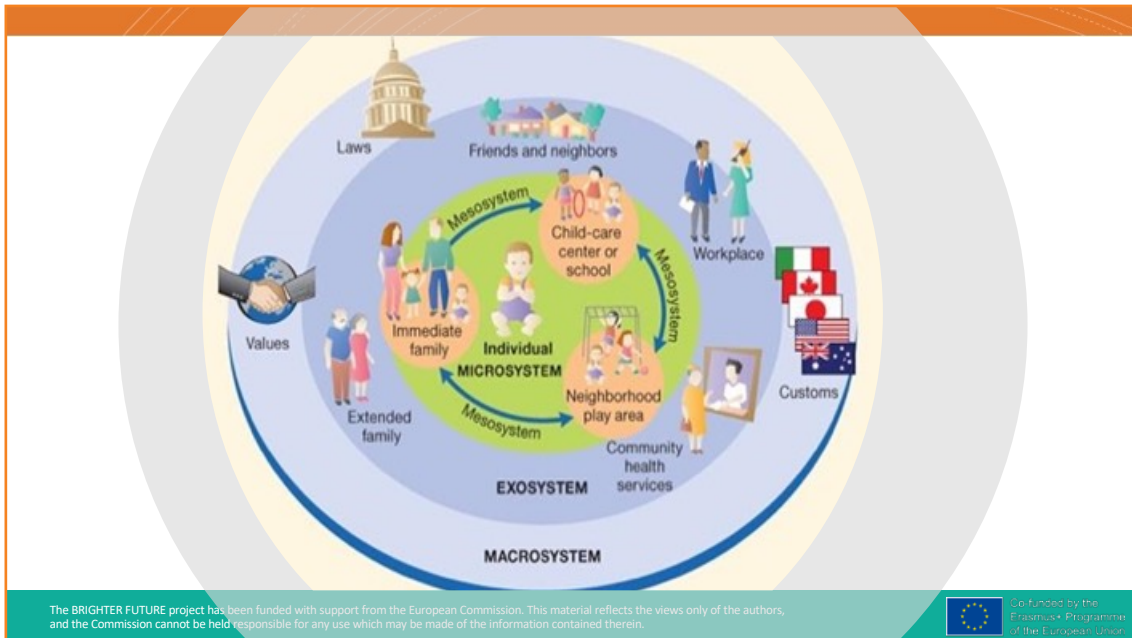 Laws
Friends and neighbors
Mesosystem
Child-care
center or
school
Workplace
Mesosystem
Values
Immediate
family
Individual
MICROSYSTEM
Customs
Neighborhood
play area
Mesosystem
Extended
family
Community
health
services
EXOSYSTEM
MACROSYSTEM
The BRIGHTER FUTURE project has been funded with support from the European Commission. This material reflects the views only of the authors,
and the Commission cannot be held responsible for any use which may be made of the information contained therein.
Co-funded by the
Erasmus+ Programme
of the European Union